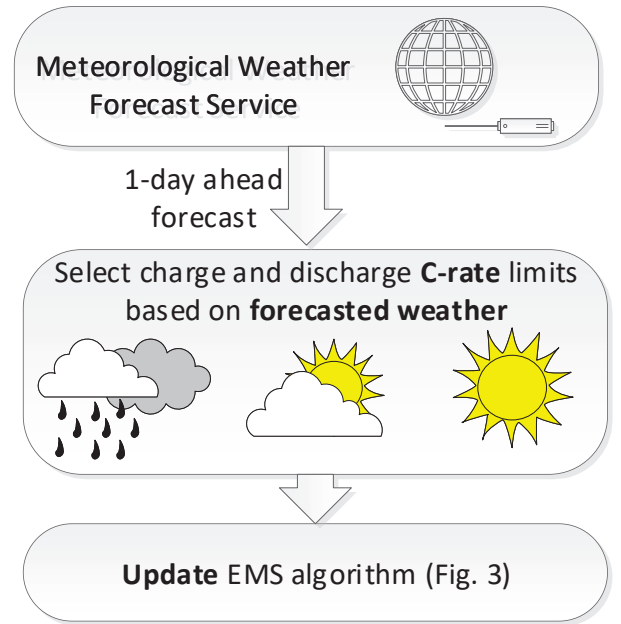 Meteorological Weather
Forecast Service
1-day ahead
forecast
Select charge and discharge C-rate limits
based on forecasted weather
Update EMS algorithm (Fig. 3)